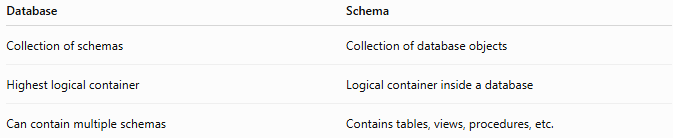 Database Schema
Collection of schemas Collection of database objects
Highest logical container Logical container inside a database
Can contain multiple schemas Contains tables, views, procedures, etc.